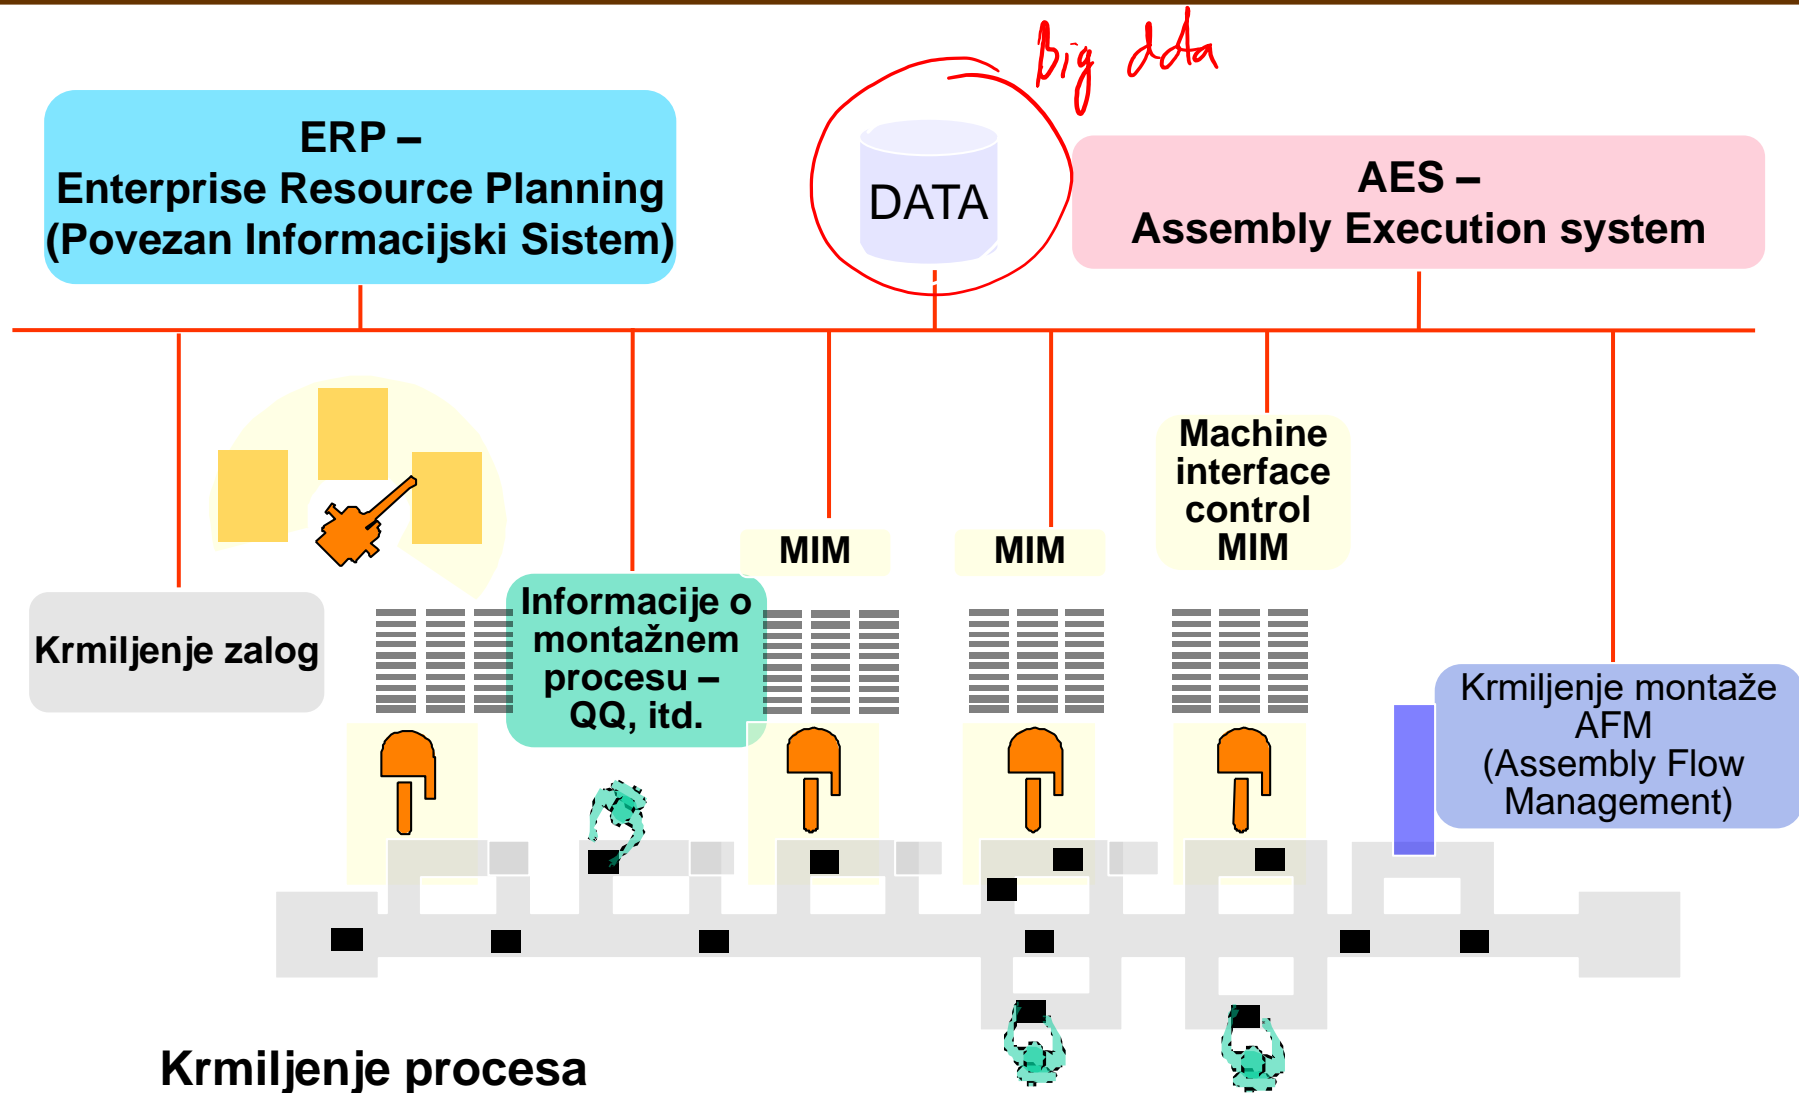 Big data
ERP –
Enterprise Resource Planning
(Povezan Informacijski Sistem)
DATA
AES –
Assembly Execution system
Machine
interface
control
MIM
MIM
MIM
Krmiljenje zalog
Informacije o
montažnem
procesu –
QQ, itd.
Krmiljenje montaže
AFM
(Assembly Flow
Management)
Krmiljenje procesa